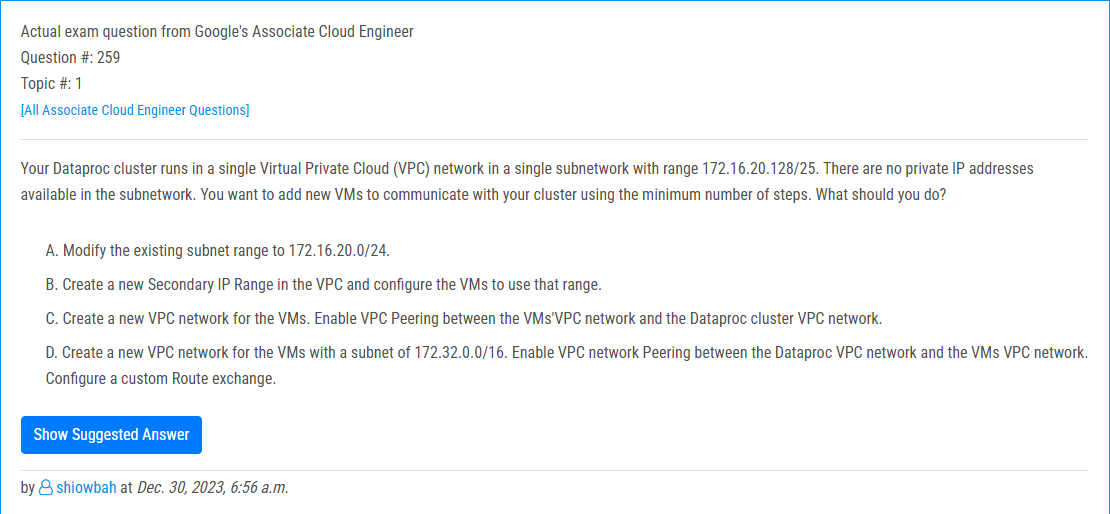 Actual exam question from Google's Associate Cloud Engineer
Question #: 259
Topic #: 1
[All Associate Cloud Engineer Questions]
Your Dataproc cluster runs in a single Virtual Private Cloud (VPC) network in a single subnetwork with range 172.16.20.128/25. There are no private IP addresses
available in the subnetwork. You want to add new VMs to communicate with your cluster using the minimum number of steps. What should you do?
A. Modify the existing subnet range to 172.16.20.0/24.
B. Create a new Secondary IP Range in the VPC and configure the VMs to use that range.
C. Create a new VPC network for the VMs. Enable VPC Peering between the VMs'VPC network and the Dataproc cluster VPC network.
D. Create a new VPC network for the VMs with a subnet of 172.32.0.0/16. Enable VPC network Peering between the Dataproc VPC network and the VMs VPC network.
Configure a custom Route exchange.
Show Suggested Answer
by shiowbah at Dec. 30, 2023, 6:56 a.m.